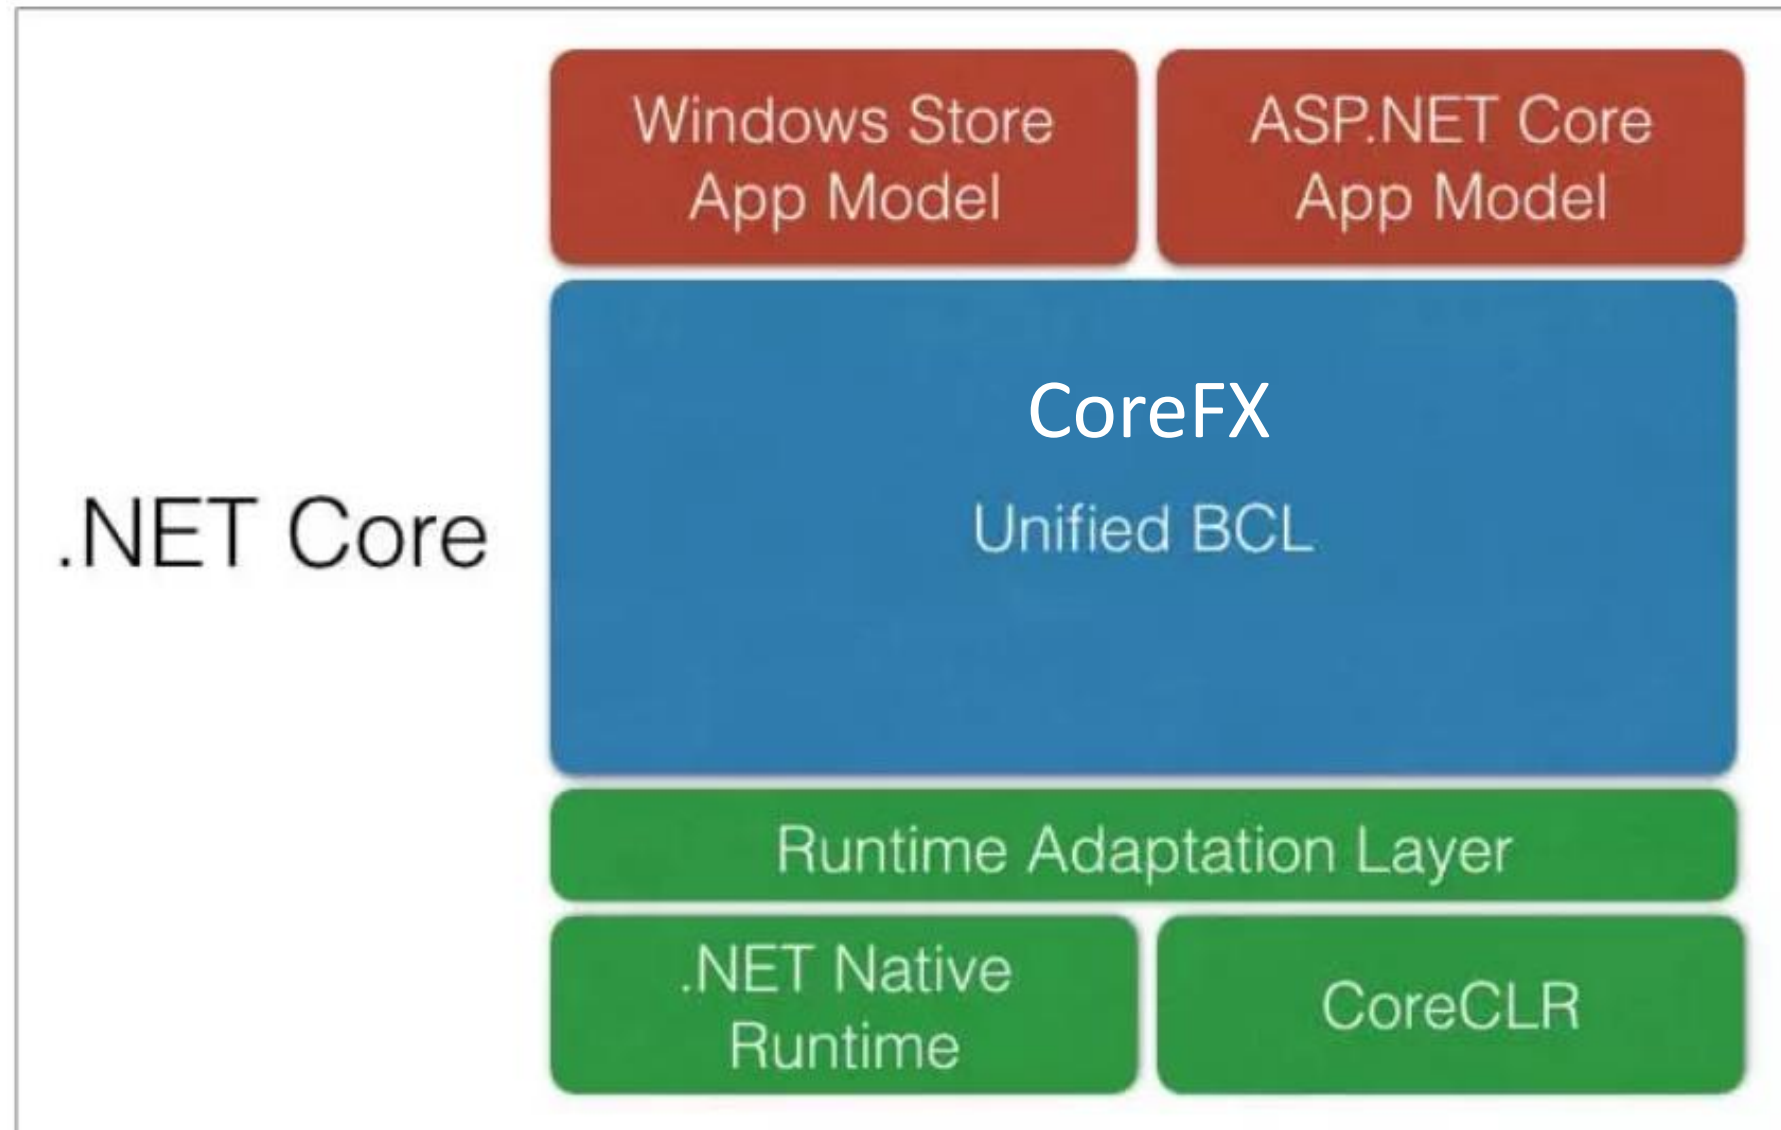 Windows Store
App Model
ASP.NET Core
App Model
CoreFX
.NET Core
Unified BCL
Runtime Adaptation Layer
.NET Native
Runtime
CoreCLR